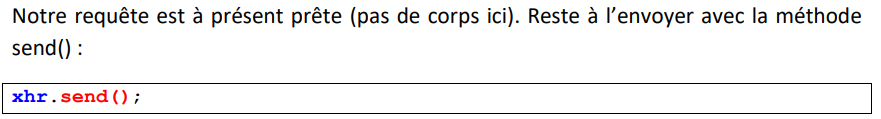 Notre requête est à présent prête (pas de corps ici). Reste à l’envoyer avec la méthode
send() :
xhr.send();